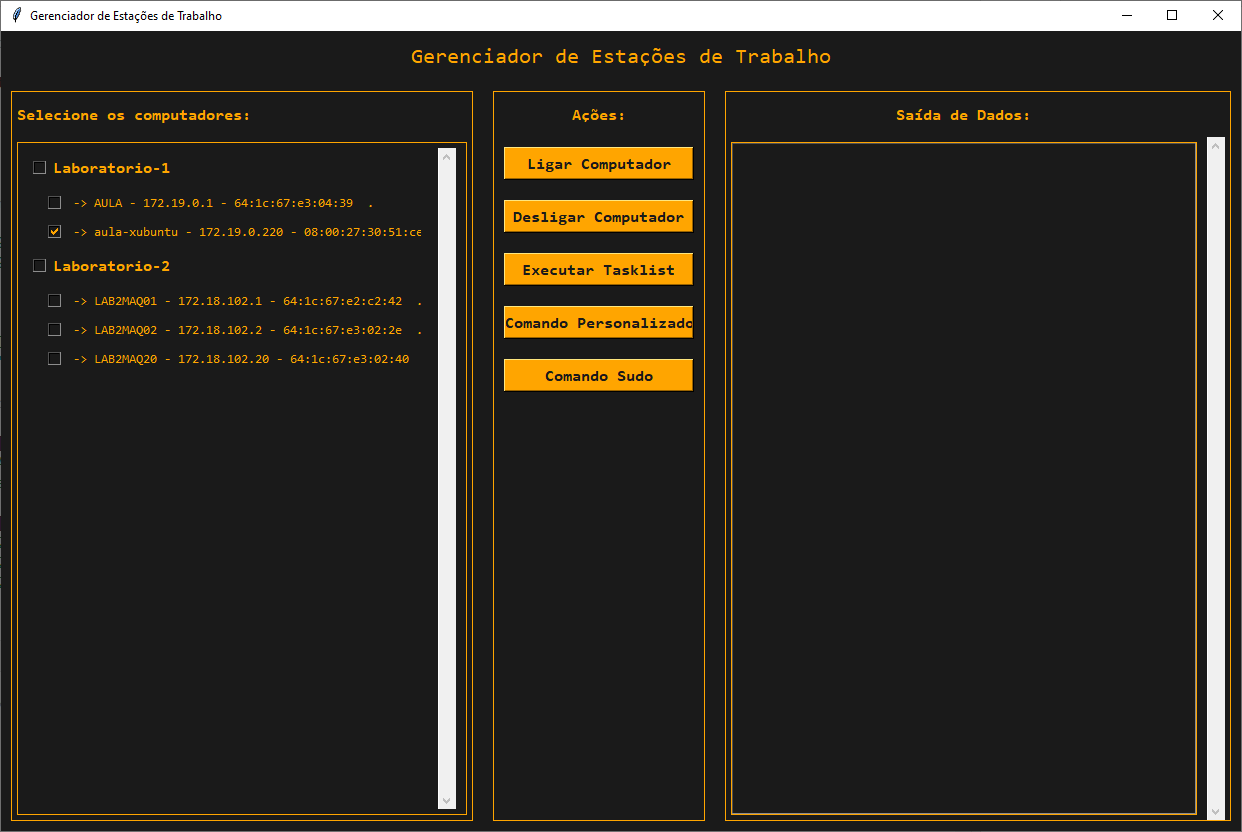 Gerenciador de Estações de Trabalho
Gerenciador de Estações de Trabalho
Selecione os computadores:
Laboratorio-1
-> AULA - 172.19.0.1 - 64:1c:67:e3:04:39  .
-> aula-xubuntu - 172.19.0.220 - 08:00:27:30:51:ce
Laboratorio-2
-> LAB2MAQ01 - 172.18.102.1 - 64:1c:67:e2:c2:42  .
-> LAB2MAQ02 - 172.18.102.2 - 64:1c:67:e3:02:2e  .
-> LAB2MAQ20 - 172.18.102.20 - 64:1c:67:e3:02:40
Ações:
Ligar Computador
Desligar Computador
Executar Tasklist
Comando Personalizado
Comando Sudo
Saída de Dados: